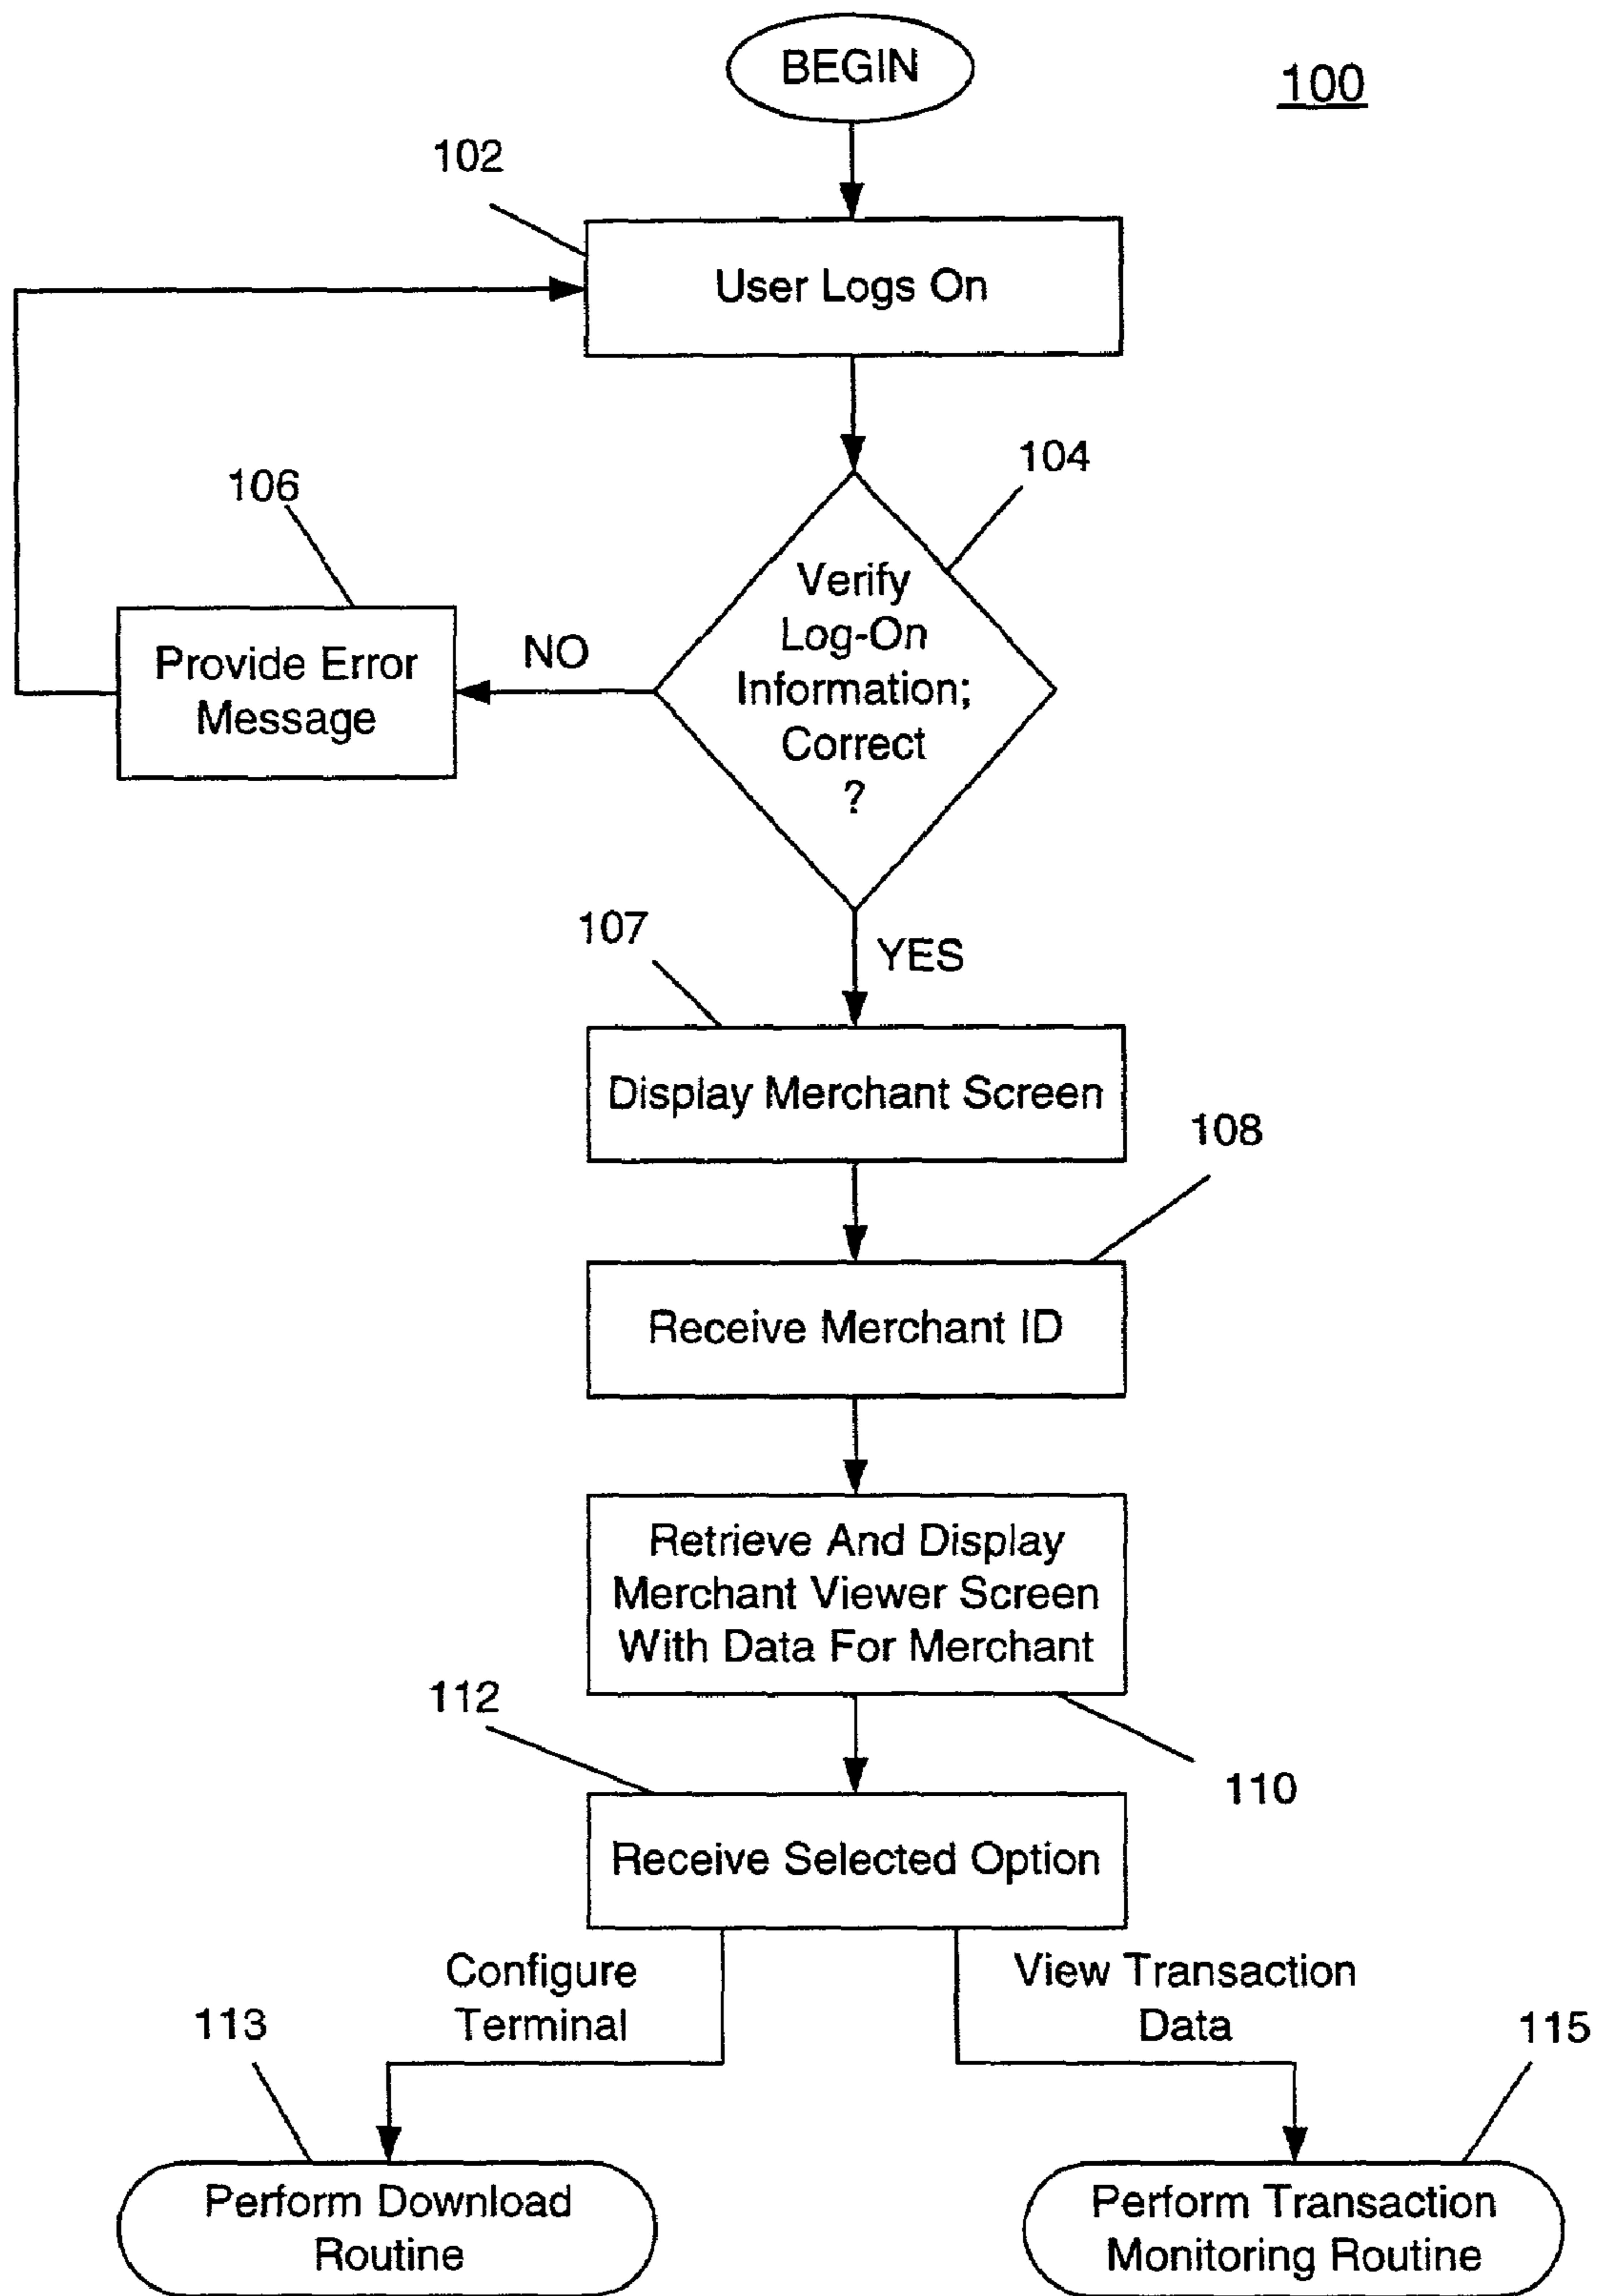 BEGIN
100
102
User Logs On
104
106
Verify
Log-On
Information;
Correct
?
NO
Provide Error
Message
107
YES
Display Merchant Screen
108
Receive Merchant ID
Retrieve And Display
Merchant Viewer Screen
With Data For Merchant
112
110
Receive Selected Option
Configure
Terminal
View Transaction
Data
113
115
Perform Download
Routine
Perform Transaction
Monitoring Routine